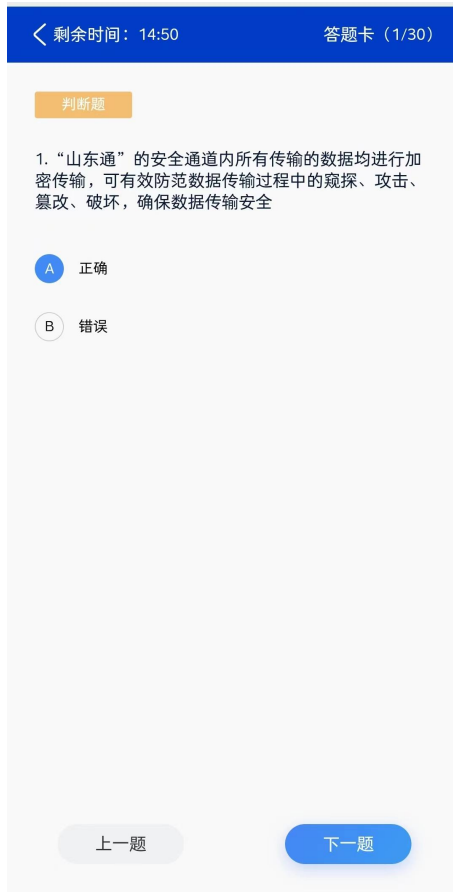 剩余时间：14:50 答题卡（1/30）
判断题
1.“山东通”的安全通道内所有传输的数据均进行加
密传输，可有效防范数据传输过程中的窥探、攻击、
篡改、破坏，确保数据传输安全
A 正确
B 错误
上一题 下一题